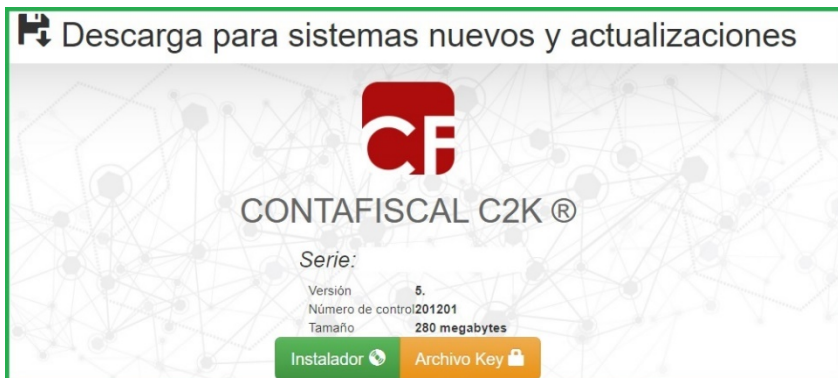 Descarga para sistemas nuevos y actualizaciones
CF
CONTAFISCAL C2K ®
Serie:
Versión 5.
Número de control 201201
Tamaño 280 megabytes
Instalador Archivo Key